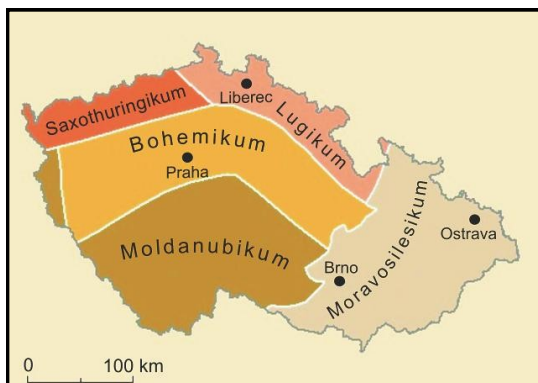 Liberec
Saxothuringikum
Lugikum
Bohemikum
Praha
Moldanubikum
Moravosilesikum
Ostrava
Brno
0 100 km